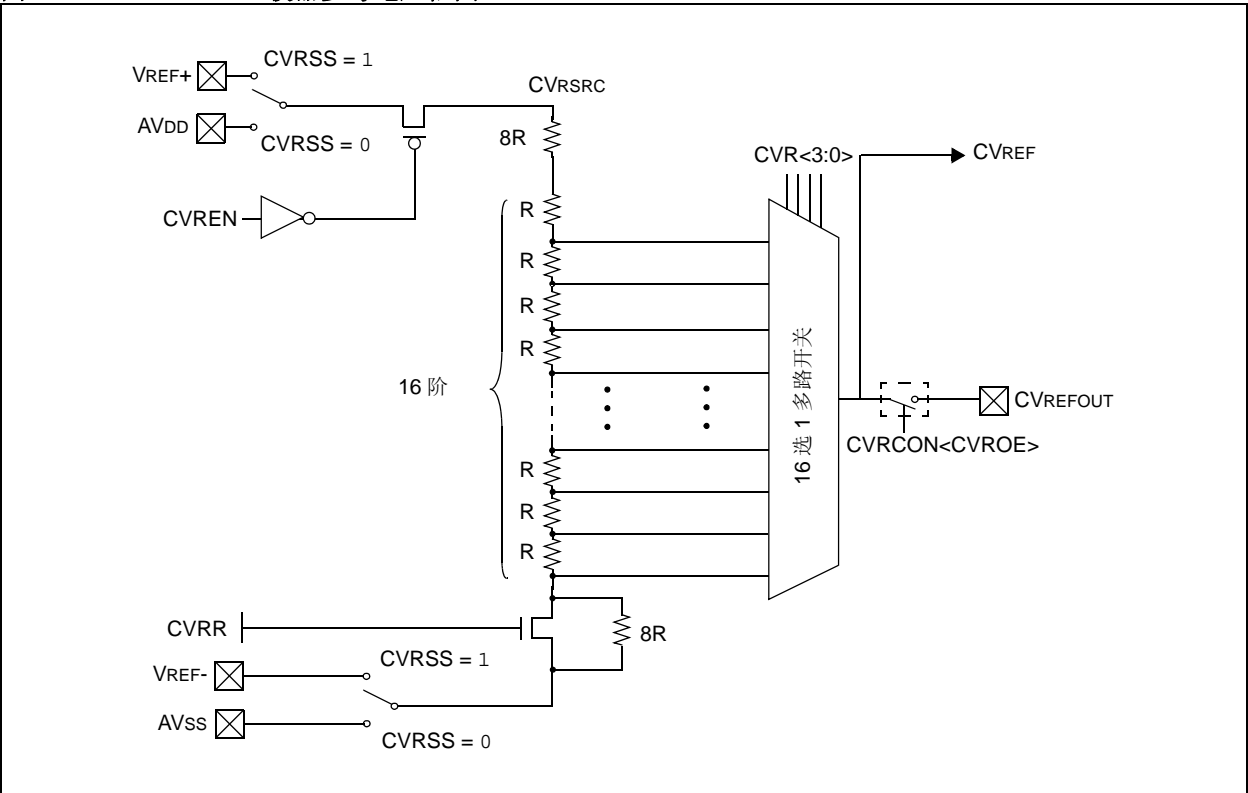 VREF+
CVRSS = 1
AVDD
CVRSS = 0
CVREN
CVRSRC
8R
R
R
R
R
16 阶
R
R
R
CVR<3:0>
16 选 1 多路开关
CVREF
CVREFOUT
CVRCON<CVROE>
CVRR
8R
VREF-
CVRSS = 1
AVSS
CVRSS = 0